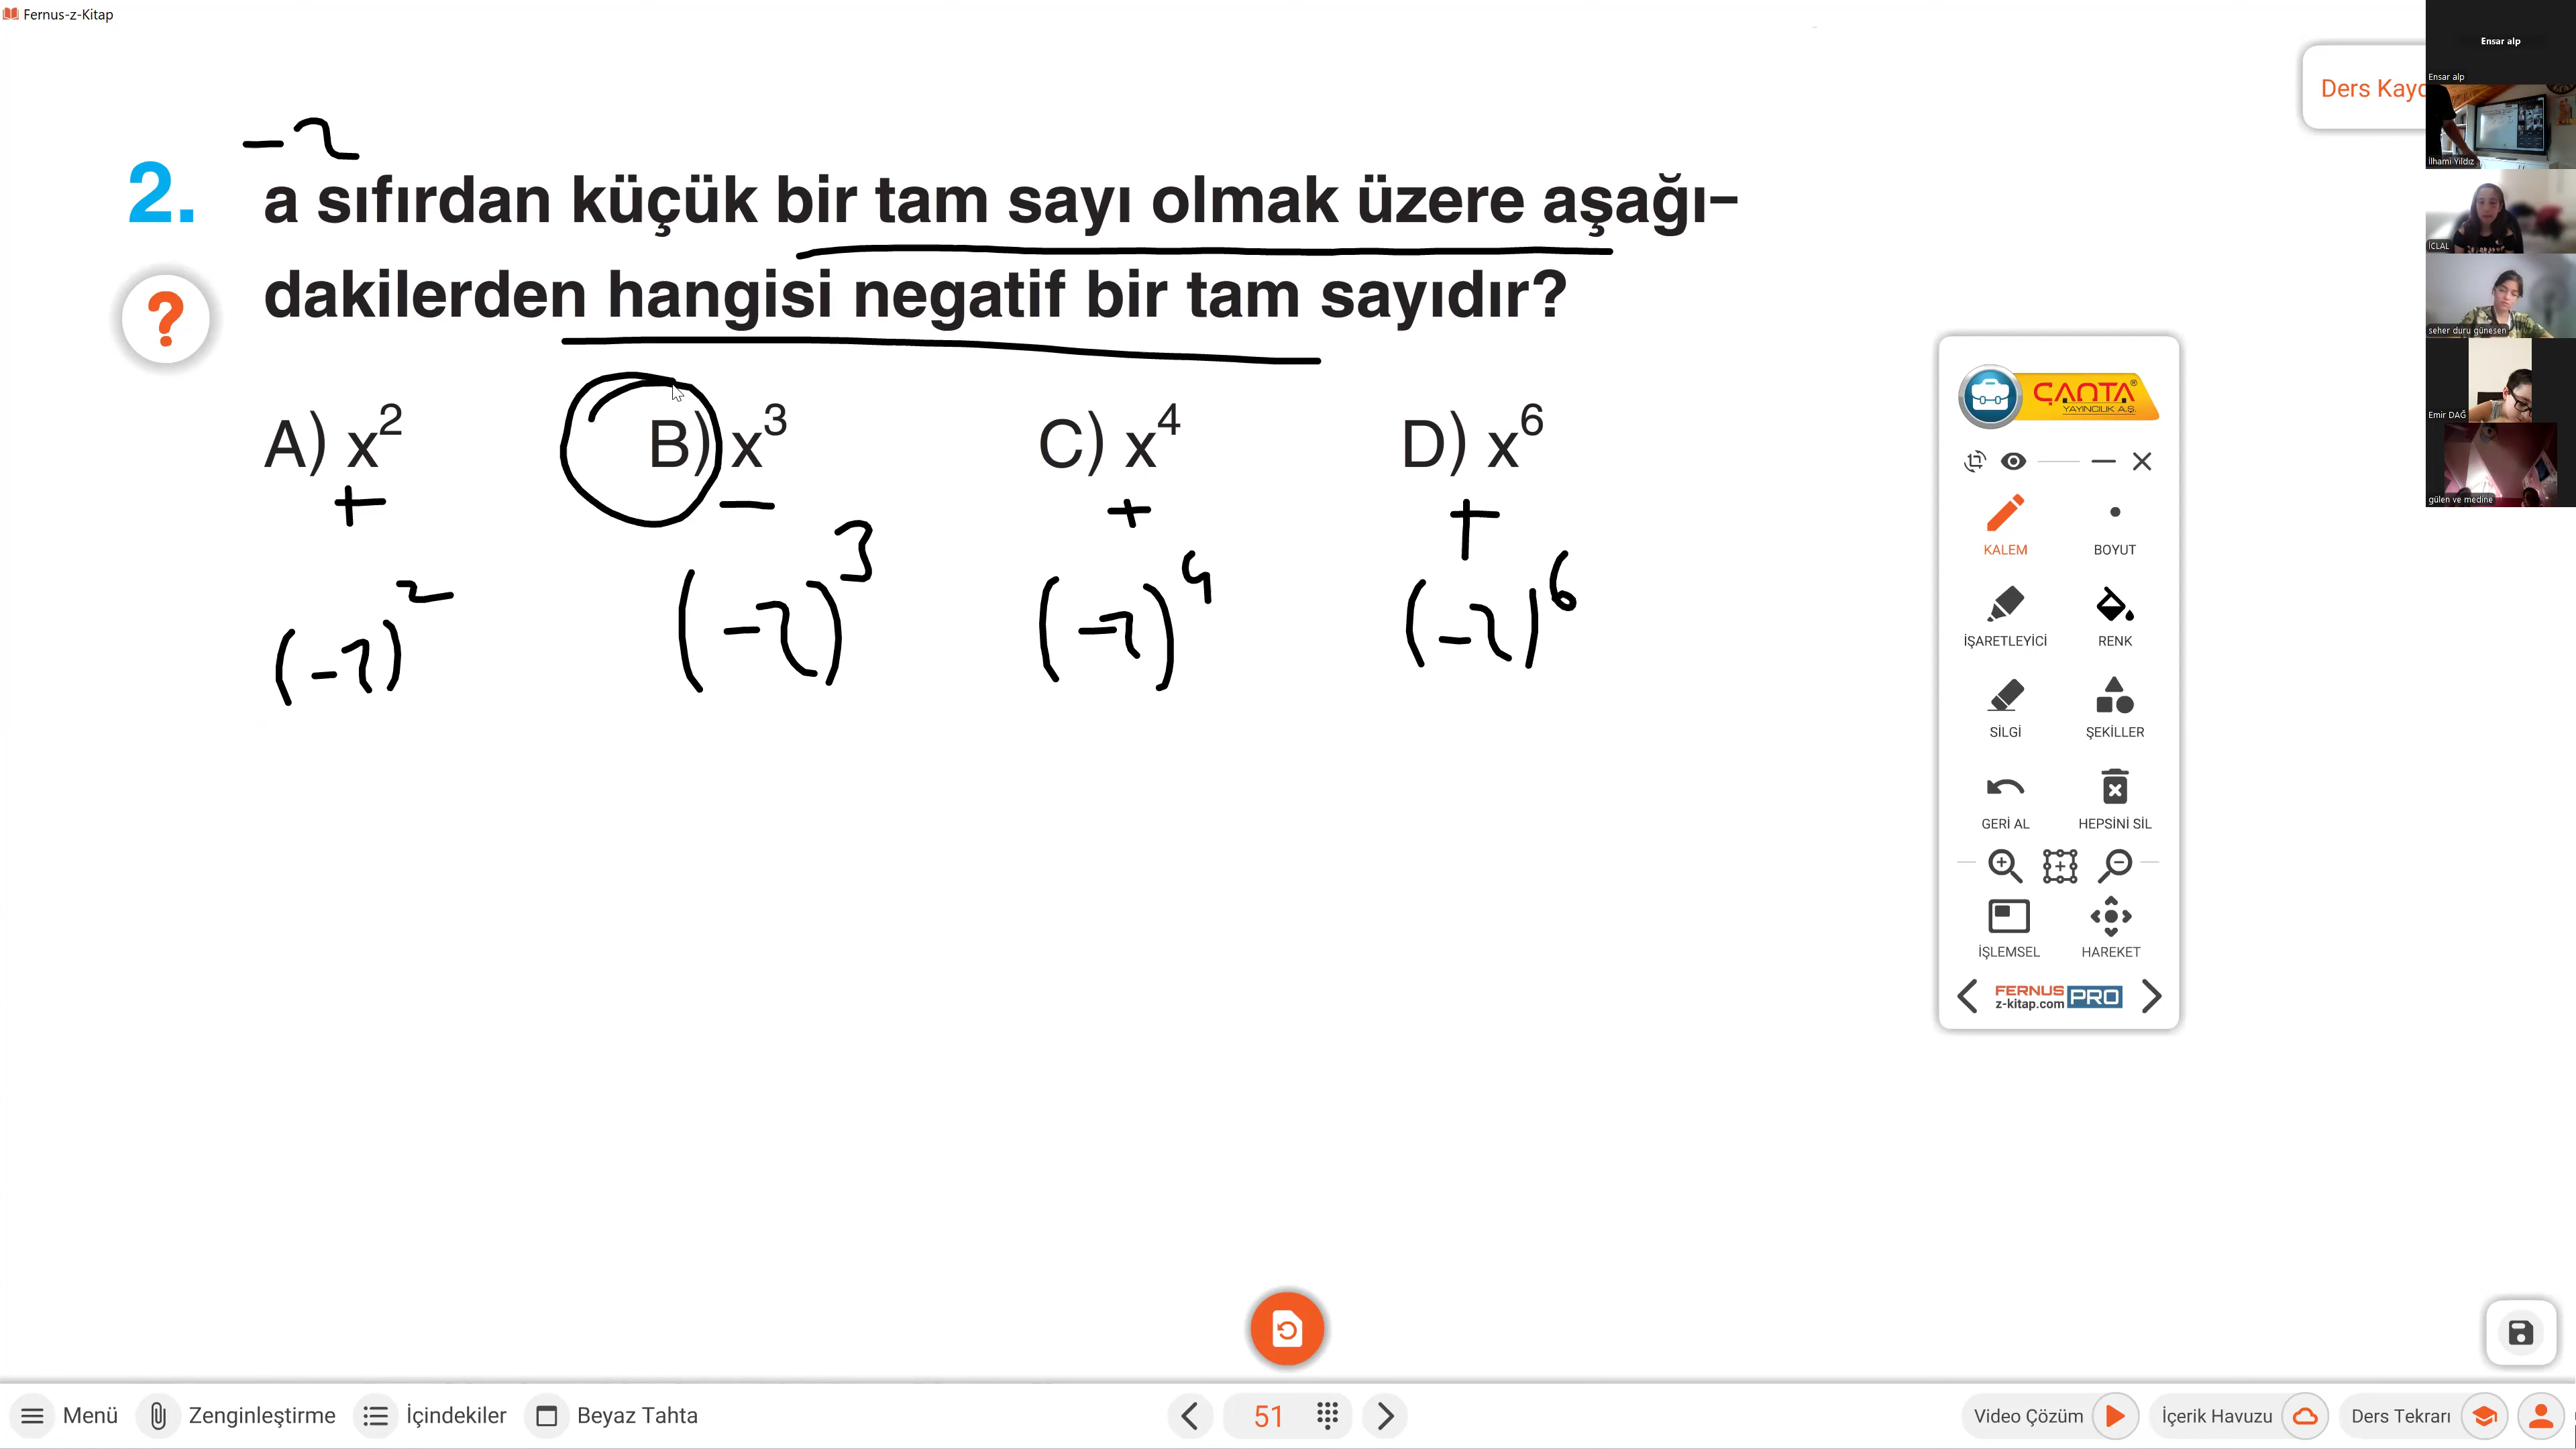 Fernus-z-Kitap
Ensar alp
Ensar alp
Ders Kayd
İlhami Yıldız
İCLAL
seher duru güneşen
Emir DAĞ
gülen ve medine
-2
2. a sıfırdan küçük bir tam sayı olmak üzere aşağı-
dakilerden hangisi negatif bir tam sayıdır?
?
A) x² B) x³ C) x⁴ D) x⁶
+ - + +
(-2)² (-2)³ (-2)⁴ (-2)⁶
ÇANTA®
YAYINCILIK A.Ş.
KALEM BOYUT
İŞARETLEYİCİ RENK
SİLGİ ŞEKİLLER
GERİ AL HEPSİNİ SİL
İŞLEMSEL HAREKET
FERNUS PRO
z-kitap.com
Menü Zenginleştirme İçindekiler Beyaz Tahta 51 Video Çözüm İçerik Havuzu Ders Tekrarı